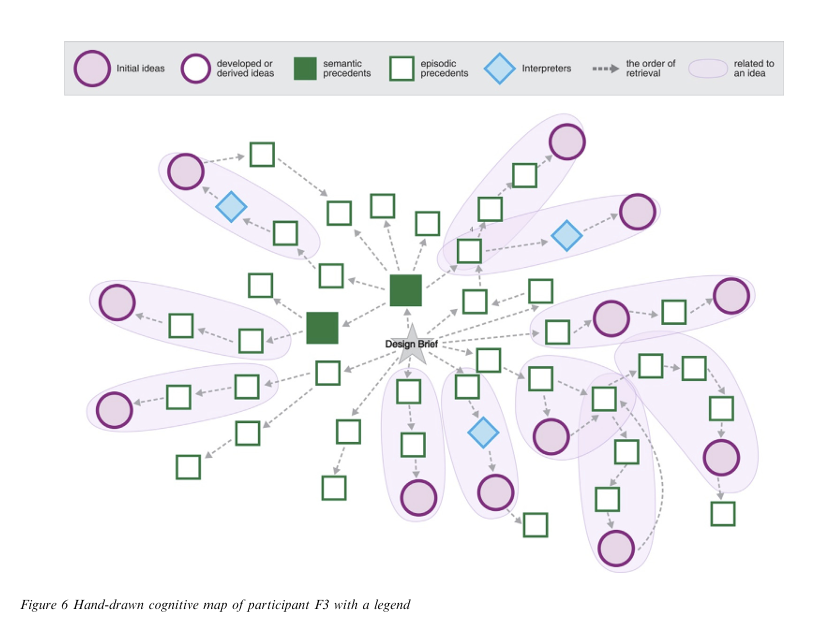 Initial ideas
developed or
derived ideas
semantic
precedents
episodic
precedents
Interpreters
the order of
retrieval
related to
an idea
Design Brief
Figure 6 Hand-drawn cognitive map of participant F3 with a legend